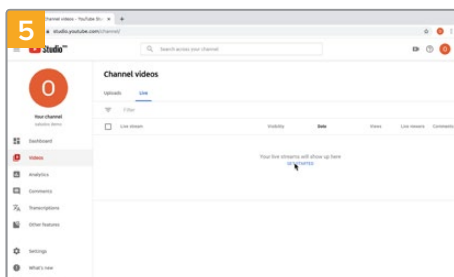 5
Channel videos - YouTube St
studio.youtube.com/channel/
Studio
Search across your channel
O
O
O
Your channel
Channel videos
Uploads
Live
Filter
Live stream
Visibility
Date
Views
Live viewers
Comments
Your live streams will show up here
GET STARTED
Dashboard
Videos
Analytics
Comments
Transcriptions
Other features
Settings
What's new